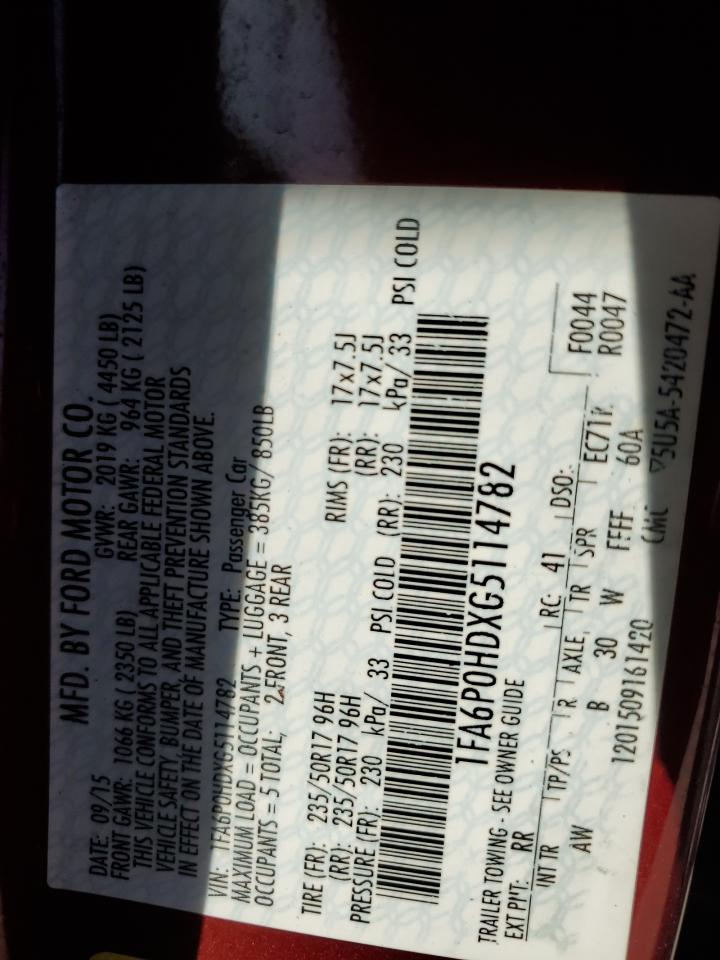 MFD. BY FORD MOTOR CO.
DATE: 09/15 GVWR: 2019 KG ( 4450 LB)
FRONT GAWR: 1066 KG ( 2350 LB) REAR GAWR: 964 KG ( 2125 LB)
THIS VEHICLE CONFORMS TO ALL APPLICABLE FEDERAL MOTOR
VEHICLE SAFETY, BUMPER, AND THEFT PREVENTION STANDARDS
IN EFFECT ON THE DATE OF MANUFACTURE SHOWN ABOVE.
VIN: 1FA6P0HDXG5114782 TYPE: Passenger Car
MAXIMUM LOAD = OCCUPANTS + LUGGAGE = 385KG/ 850LB
OCCUPANTS = 5 TOTAL; 2 FRONT, 3 REAR
TIRE (FR): 235/50R17 96H RIMS (FR): 17x7.5J
(RR): 235/50R17 96H (RR): 17x7.5J
PRESSURE (FR): 230 kPa/ 33 PSI COLD (RR): 230 kPa/ 33 PSI COLD
1FA6P0HDXG5114782
TRAILER TOWING - SEE OWNER GUIDE
EXT PNT: RR RC: 41 DSO:
INT TR TP/PS R AXLE TR SPR EC71K F0044
AW B 30 W FFFF 60A R0047
1201509161420 CMC
5U5A-5420472-AA